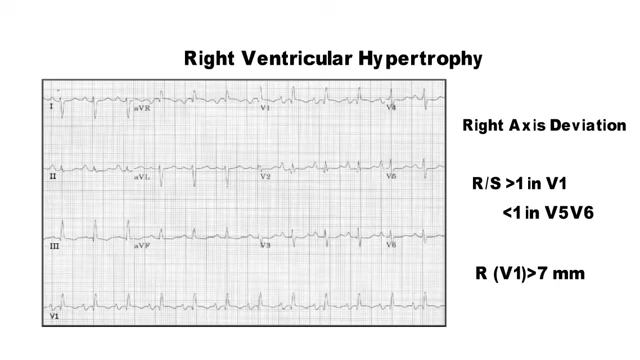 Right Ventricular Hypertrophy
I aVR V1 V4
II aVL V2 V5
III aVF V3 V6
V1
Right Axis Deviation
R/S >1 in V1
<1 in V5V6
R (V1)>7 mm